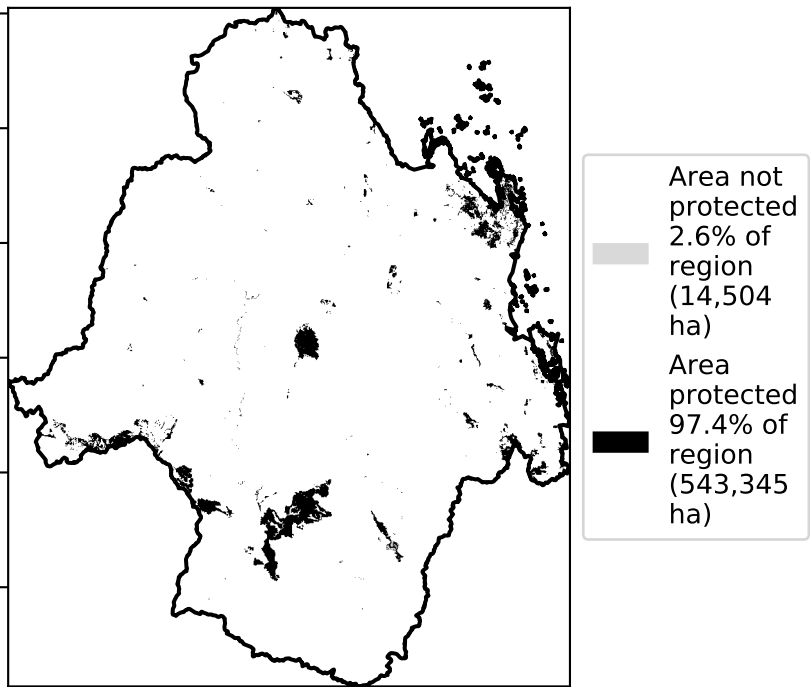 Area not
protected
2.6% of
region
(14,504
ha)
Area
protected
97.4% of
region
(543,345
ha)